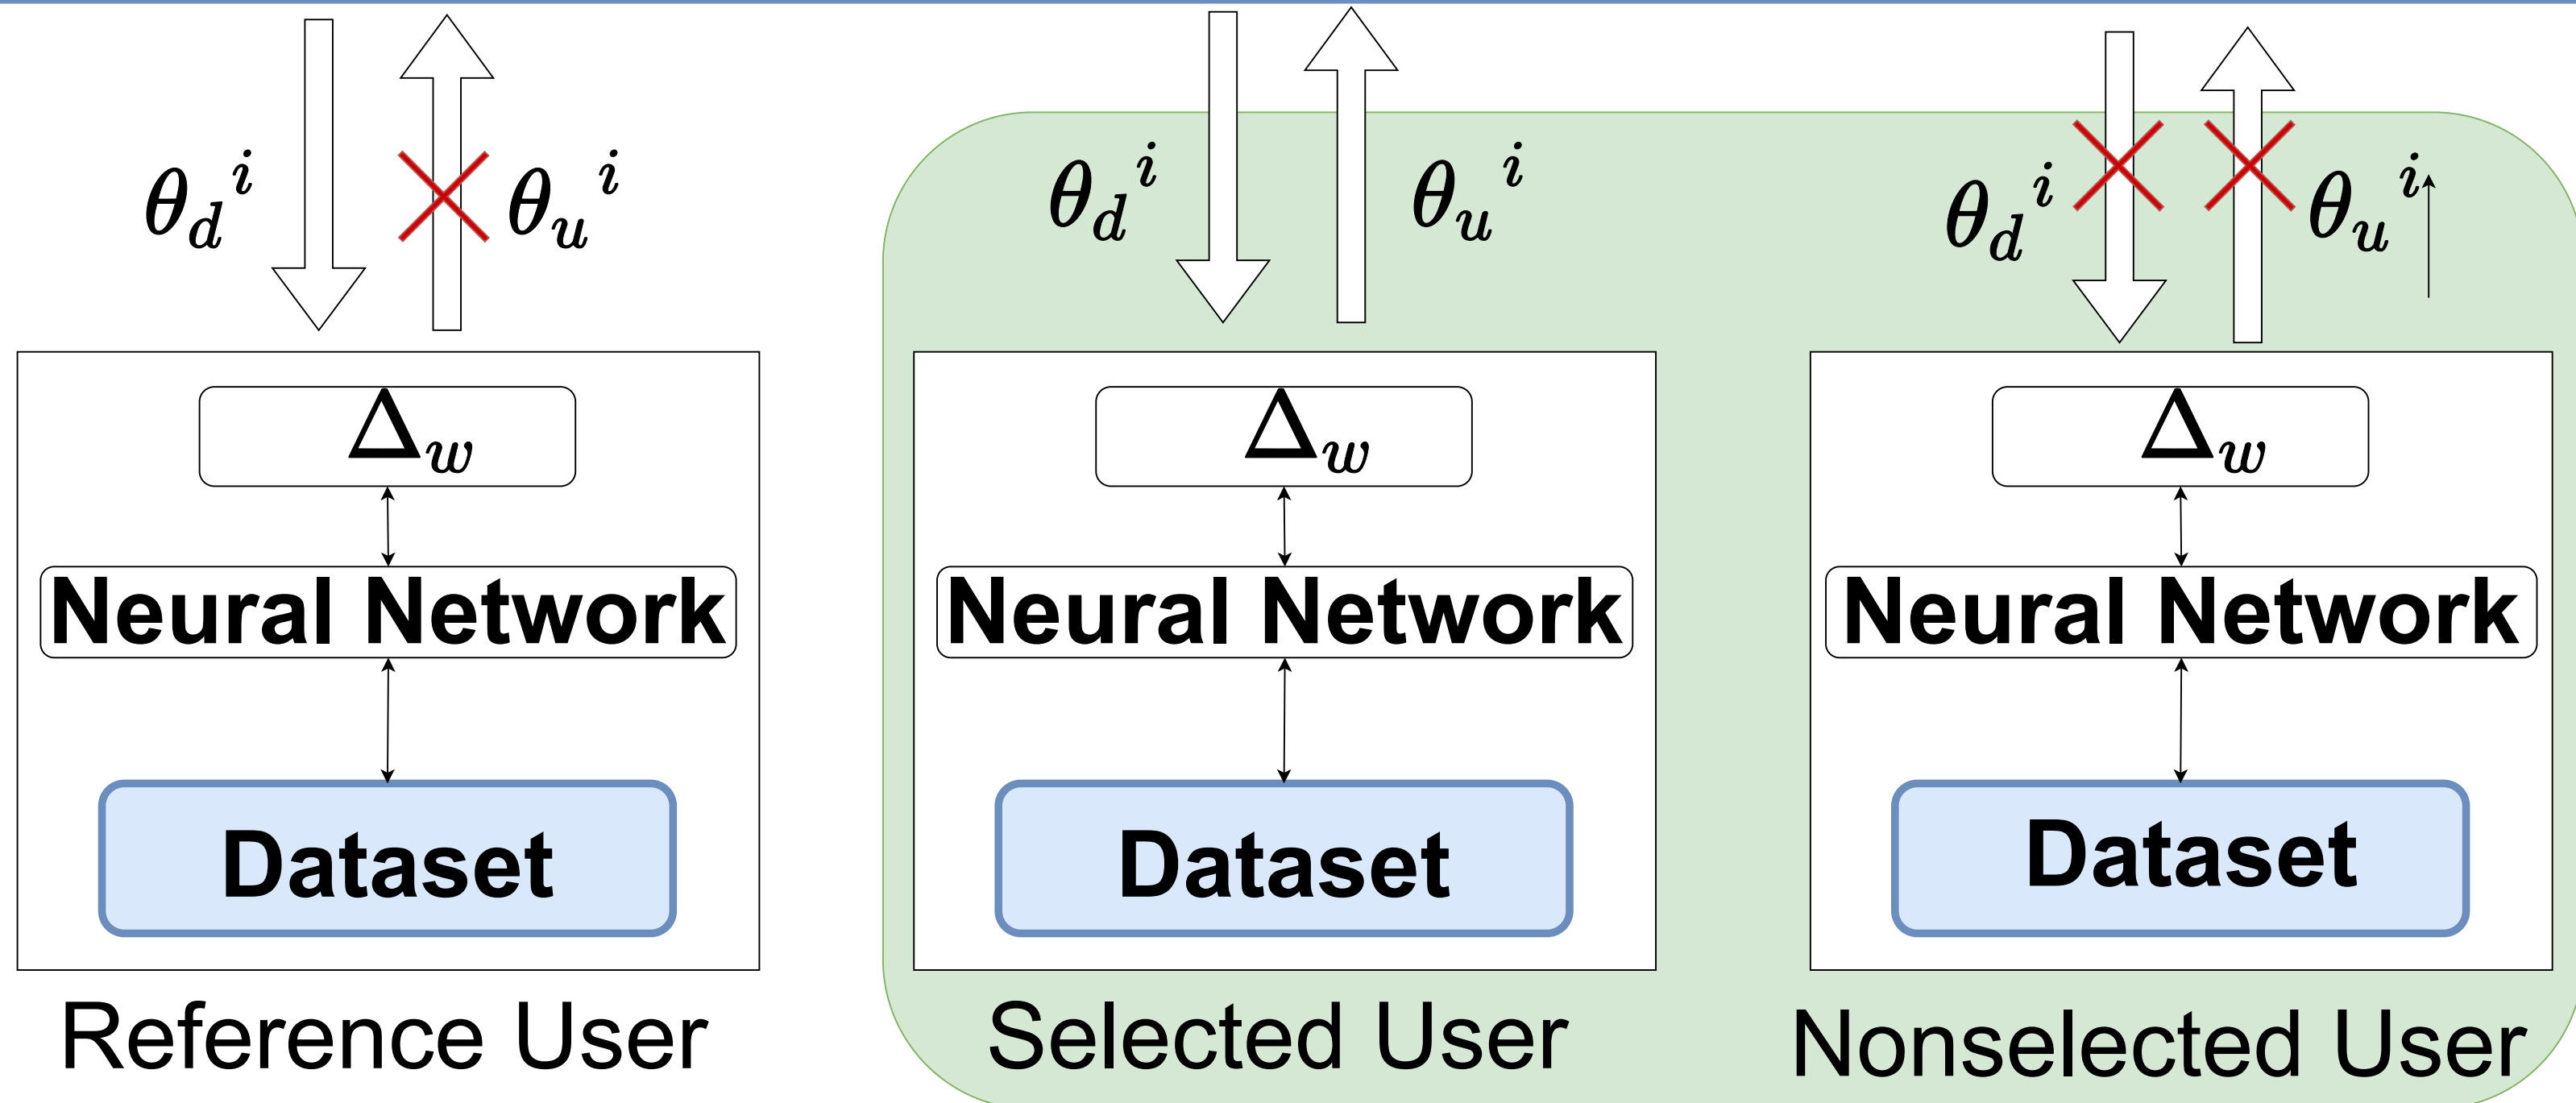 θ_d^i θ_u^i θ_d^i θ_u^i θ_d^i θ_u^i
Δ_w Δ_w Δ_w
Neural Network Neural Network Neural Network
Dataset Dataset Dataset
Reference User Selected User Nonselected User